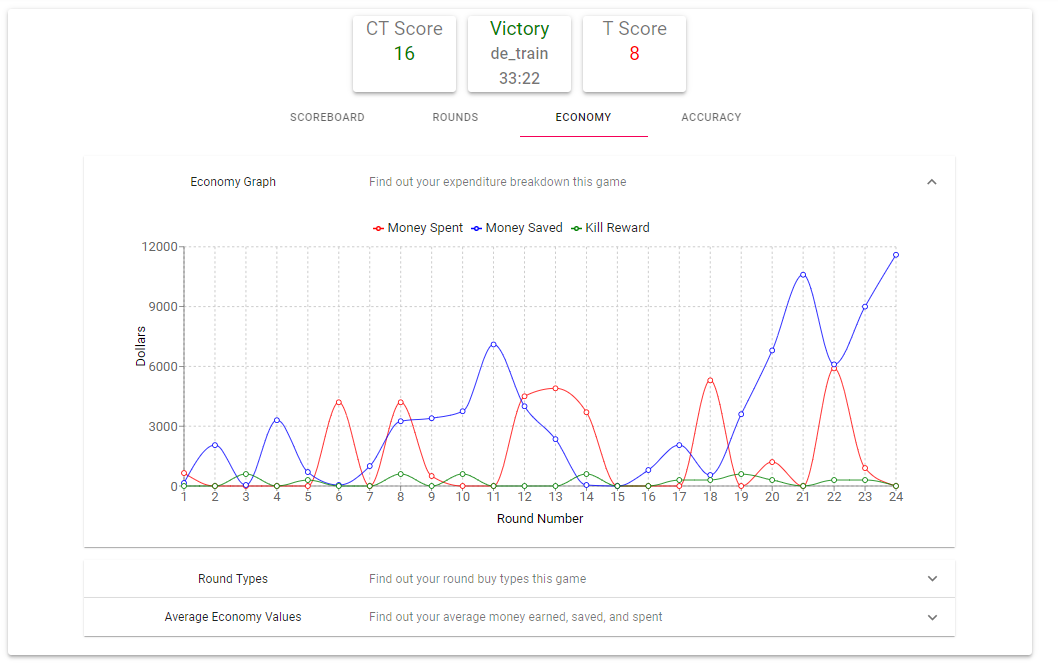 CT Score
16
Victory
de_train
33:22
T Score
8
SCOREBOARD
ROUNDS
ECONOMY
ACCURACY
Economy Graph
Find out your expenditure breakdown this game
Money Spent
Money Saved
Kill Reward
12000
9000
6000
3000
0
Dollars
1 2 3 4 5 6 7 8 9 10 11 12 13 14 15 16 17 18 19 20 21 22 23 24
Round Number
Round Types
Find out your round buy types this game
Average Economy Values
Find out your average money earned, saved, and spent